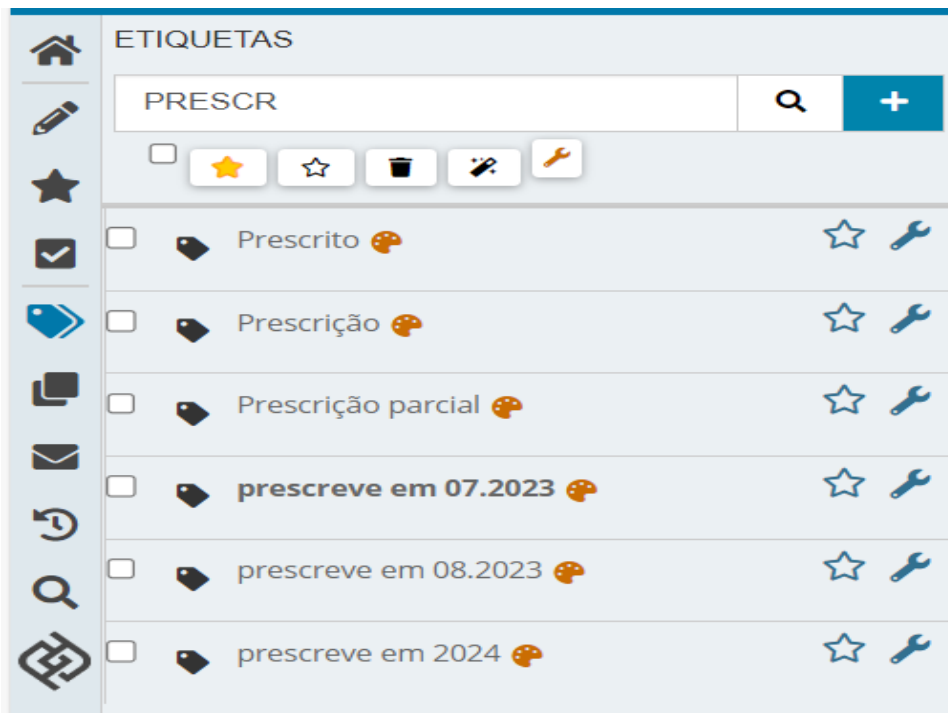 ETIQUETAS
PRESCR
Prescrito
Prescrição
Prescrição parcial
prescreve em 07.2023
prescreve em 08.2023
prescreve em 2024